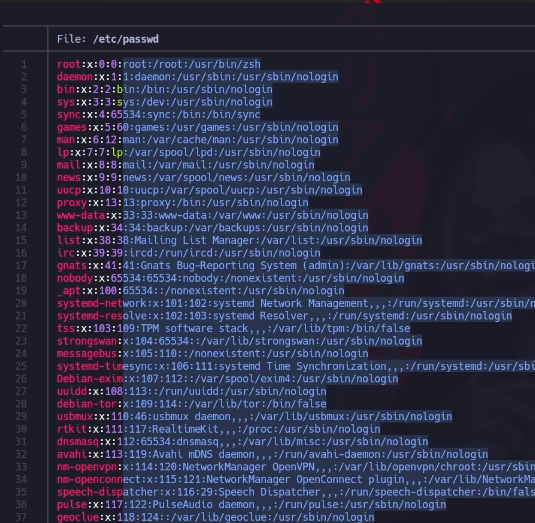 File: /etc/passwd
1 root:x:0:0:root:/root:/usr/bin/zsh
2 daemon:x:1:1:daemon:/usr/sbin:/usr/sbin/nologin
3 bin:x:2:2:bin:/bin:/usr/sbin/nologin
4 sys:x:3:3:sys:/dev:/usr/sbin/nologin
5 sync:x:4:65534:sync:/bin:/bin/sync
6 games:x:5:60:games:/usr/games:/usr/sbin/nologin
7 man:x:6:12:man:/var/cache/man:/usr/sbin/nologin
8 lp:x:7:7:lp:/var/spool/lpd:/usr/sbin/nologin
9 mail:x:8:8:mail:/var/mail:/usr/sbin/nologin
10 news:x:9:9:news:/var/spool/news:/usr/sbin/nologin
11 uucp:x:10:10:uucp:/var/spool/uucp:/usr/sbin/nologin
12 proxy:x:13:13:proxy:/bin:/usr/sbin/nologin
13 www-data:x:33:33:www-data:/var/www:/usr/sbin/nologin
14 backup:x:34:34:backup:/var/backups:/usr/sbin/nologin
15 list:x:38:38:Mailing List Manager:/var/list:/usr/sbin/nologin
16 irc:x:39:39:ircd:/run/ircd:/usr/sbin/nologin
17 gnats:x:41:41:Gnats Bug-Reporting System (admin):/var/lib/gnats:/usr/sbin/nologi
18 nobody:x:65534:65534:nobody:/nonexistent:/usr/sbin/nologin
19 _apt:x:100:65534::/nonexistent:/usr/sbin/nologin
20 systemd-network:x:101:102:systemd Network Management,,,:/run/systemd:/usr/sbin/n
21 systemd-resolve:x:102:103:systemd Resolver,,,:/run/systemd:/usr/sbin/nologin
22 tss:x:103:109:TPM software stack,,,:/var/lib/tpm:/bin/false
23 strongswan:x:104:65534::/var/lib/strongswan:/usr/sbin/nologin
24 messagebus:x:105:110::/nonexistent:/usr/sbin/nologin
25 systemd-timesync:x:106:111:systemd Time Synchronization,,,:/run/systemd:/usr/sbi
26 Debian-exim:x:107:112::/var/spool/exim4:/usr/sbin/nologin
27 uuidd:x:108:113::/run/uuidd:/usr/sbin/nologin
28 debian-tor:x:109:114::/var/lib/tor:/bin/false
29 usbmux:x:110:46:usbmux daemon,,,:/var/lib/usbmux:/usr/sbin/nologin
30 rtkit:x:111:117:RealtimeKit,,,:/proc:/usr/sbin/nologin
31 dnsmasq:x:112:65534:dnsmasq,,,:/var/lib/misc:/usr/sbin/nologin
32 avahi:x:113:119:Avahi mDNS daemon,,,:/run/avahi-daemon:/usr/sbin/nologin
33 nm-openvpn:x:114:120:NetworkManager OpenVPN,,,:/var/lib/openvpn/chroot:/usr/sbin
34 nm-openconnect:x:115:121:NetworkManager OpenConnect plugin,,,:/var/lib/NetworkMa
35 speech-dispatcher:x:116:29:Speech Dispatcher,,,:/run/speech-dispatcher:/bin/fals
36 pulse:x:117:122:PulseAudio daemon,,,:/run/pulse:/usr/sbin/nologin
37 geoclue:x:118:124::/var/lib/geoclue:/usr/sbin/nologin